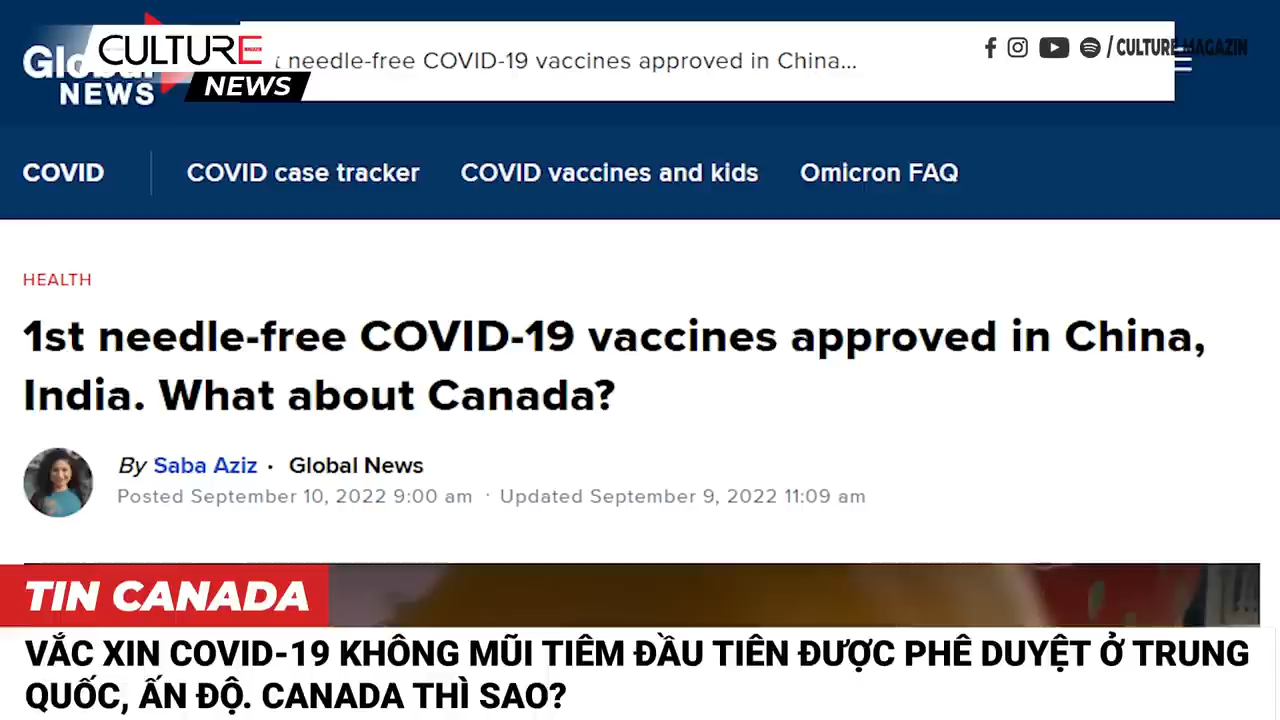 Global
NEWS
CULTURE
NEWS
needle-free COVID-19 vaccines approved in China...
/ CULTURE MAGAZIN
COVID
COVID case tracker
COVID vaccines and kids
Omicron FAQ
HEALTH
1st needle-free COVID-19 vaccines approved in China,
India. What about Canada?
By Saba Aziz · Global News
Posted September 10, 2022 9:00 am · Updated September 9, 2022 11:09 am
TIN CANADA
VẮC XIN COVID-19 KHÔNG MŨI TIÊM ĐẦU TIÊN ĐƯỢC PHÊ DUYỆT Ở TRUNG
QUỐC, ẤN ĐỘ. CANADA THÌ SAO?